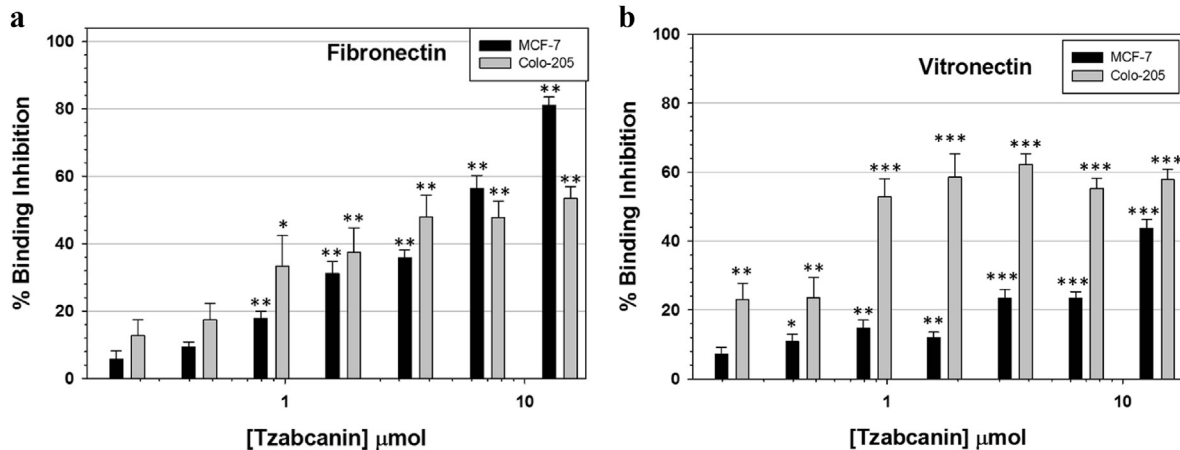 a
Fibronectin
MCF-7
Colo-205
% Binding Inhibition
100
80
60
40
20
0
** ** * ** ** ** ** ** ** ** **
1
10
[Tzabcanin] μmol
b
Vitronectin
MCF-7
Colo-205
% Binding Inhibition
100
80
60
40
20
0
** * ** ** *** ** *** *** *** *** *** *** ***
1
10
[Tzabcanin] μmol